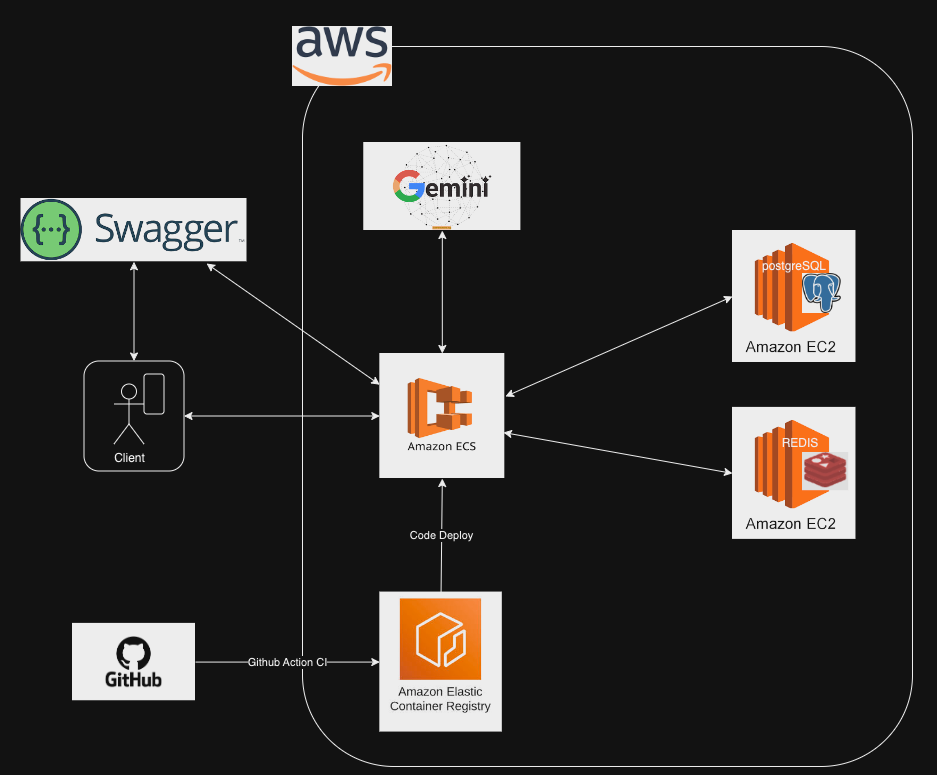 aws
Gemini
{···} Swagger™
postgreSQL
Amazon EC2
Amazon ECS
Client
REDIS
Amazon EC2
Code Deploy
GitHub
Github Action CI
Amazon Elastic
Container Registry